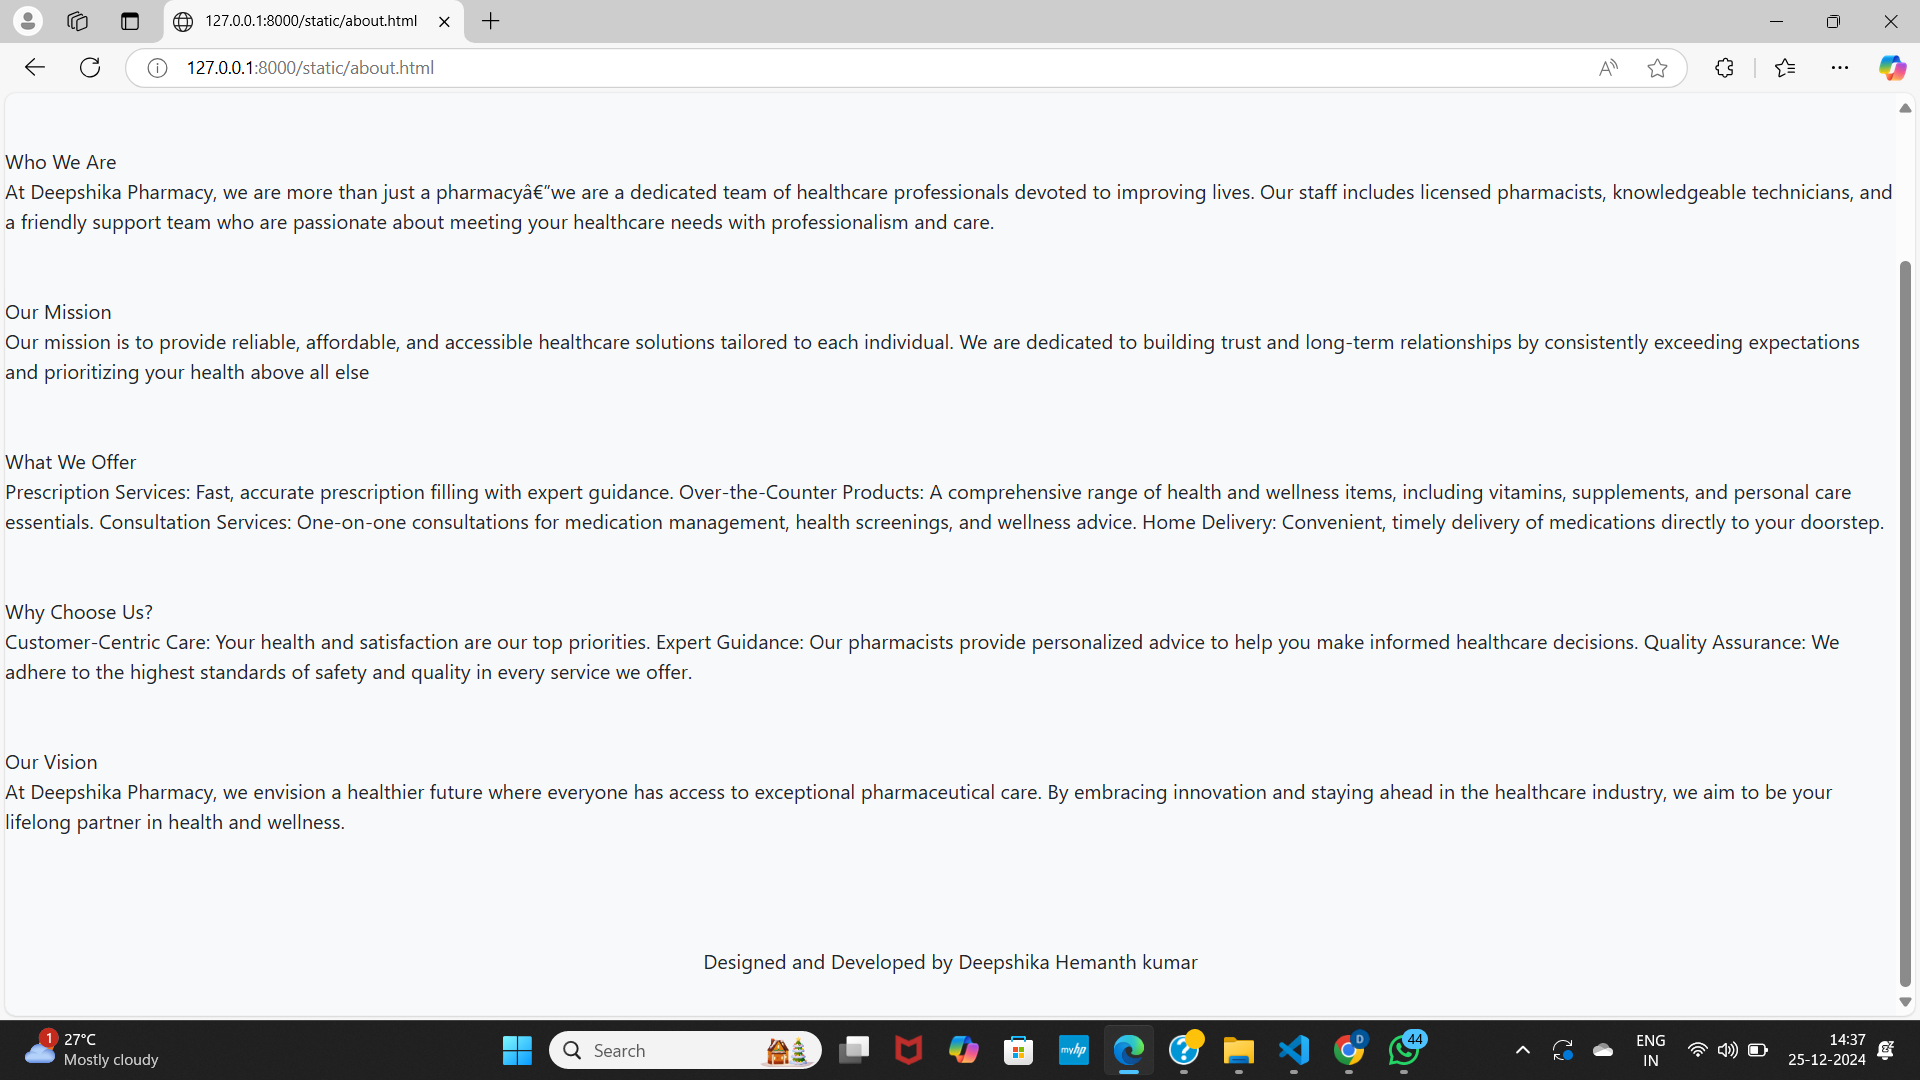 127.0.0.1:8000/static/about.html
127.0.0.1:8000/static/about.html
Who We Are
At Deepshika Pharmacy, we are more than just a pharmacyâ€”we are a dedicated team of healthcare professionals devoted to improving lives. Our staff includes licensed pharmacists, knowledgeable technicians, and
a friendly support team who are passionate about meeting your healthcare needs with professionalism and care.
Our Mission
Our mission is to provide reliable, affordable, and accessible healthcare solutions tailored to each individual. We are dedicated to building trust and long-term relationships by consistently exceeding expectations
and prioritizing your health above all else
What We Offer
Prescription Services: Fast, accurate prescription filling with expert guidance. Over-the-Counter Products: A comprehensive range of health and wellness items, including vitamins, supplements, and personal care
essentials. Consultation Services: One-on-one consultations for medication management, health screenings, and wellness advice. Home Delivery: Convenient, timely delivery of medications directly to your doorstep.
Why Choose Us?
Customer-Centric Care: Your health and satisfaction are our top priorities. Expert Guidance: Our pharmacists provide personalized advice to help you make informed healthcare decisions. Quality Assurance: We
adhere to the highest standards of safety and quality in every service we offer.
Our Vision
At Deepshika Pharmacy, we envision a healthier future where everyone has access to exceptional pharmaceutical care. By embracing innovation and staying ahead in the healthcare industry, we aim to be your
lifelong partner in health and wellness.
Designed and Developed by Deepshika Hemanth kumar
1
27°C
Mostly cloudy
Search
myhp
D
44
ENG
IN
14:37
25-12-2024